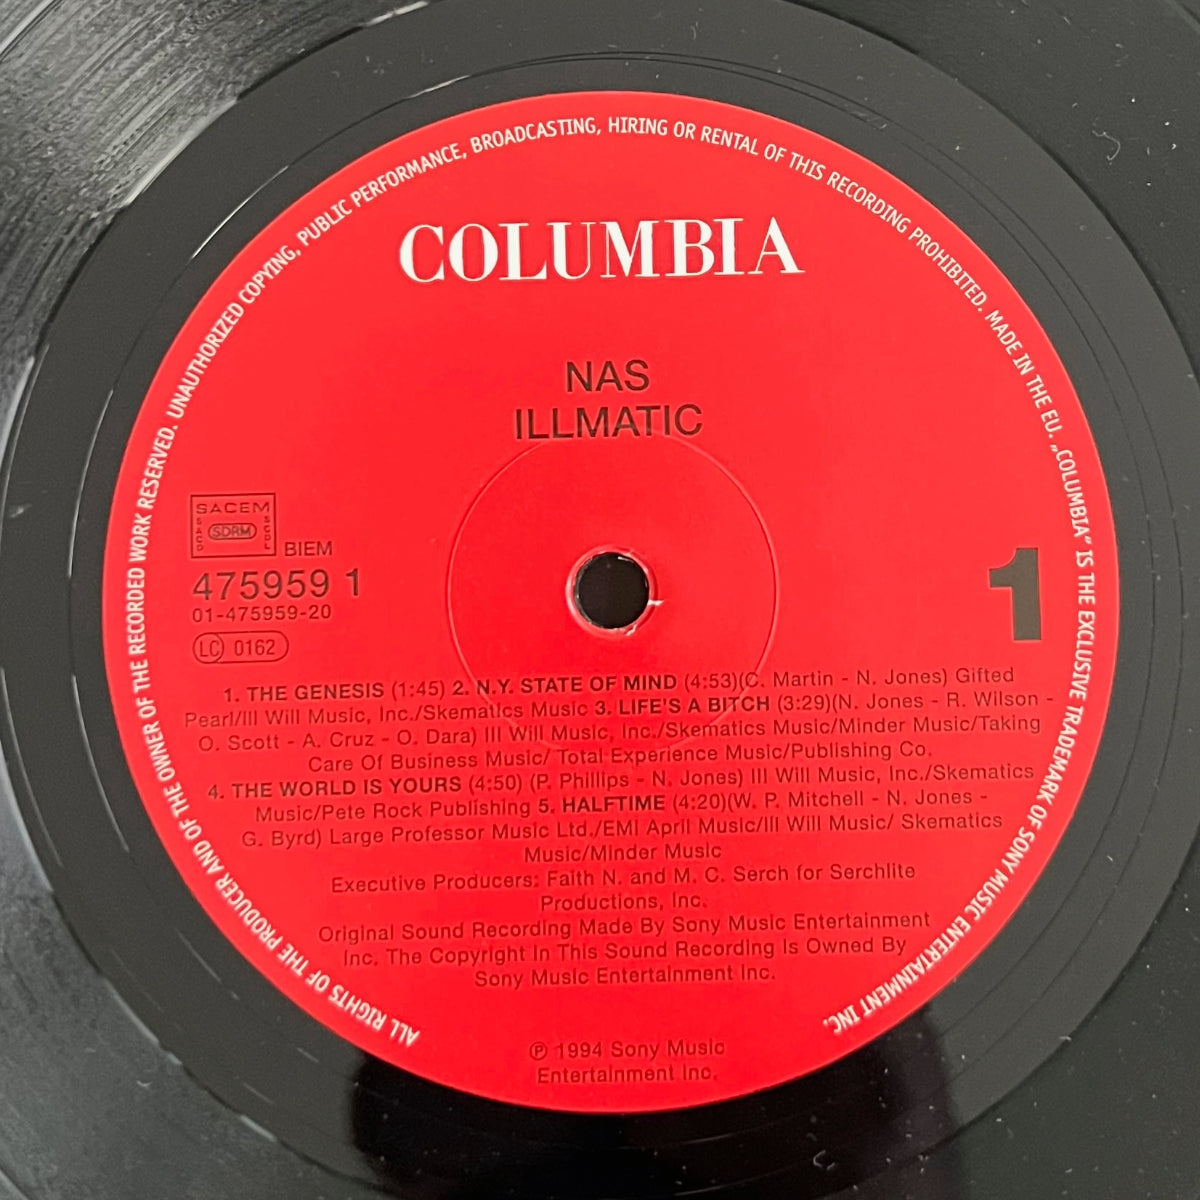 ALL RIGHTS OF THE PRODUCER AND OF THE OWNER OF THE RECORDED WORK RESERVED. UNAUTHORIZED COPYING, PUBLIC PERFORMANCE, BROADCASTING, HIRING OR RENTAL OF THIS RECORDING PROHIBITED. MADE IN THE EU. „COLUMBIA“ IS THE EXCLUSIVE TRADEMARK OF SONY MUSIC ENTERTAINMENT INC.
COLUMBIA
NAS
ILLMATIC
SACEM
SACD
SDRM
SCDL
BIEM
475959 1
01-475959-20
LC 0162
1
1. THE GENESIS (1:45) 2. N.Y. STATE OF MIND (4:53)(C. Martin - N. Jones) Gifted
Pearl/Ill Will Music, Inc./Skematics Music 3. LIFE'S A BITCH (3:29)(N. Jones - R. Wilson -
O. Scott - A. Cruz - O. Dara) Ill Will Music, Inc./Skematics Music/Minder Music/Taking
Care Of Business Music/ Total Experience Music/Publishing Co.
4. THE WORLD IS YOURS (4:50) (P. Phillips - N. Jones) Ill Will Music, Inc./Skematics
Music/Pete Rock Publishing 5. HALFTIME (4:20)(W. P. Mitchell - N. Jones -
G. Byrd) Large Professor Music Ltd./EMI April Music/Ill Will Music/ Skematics
Music/Minder Music
Executive Producers: Faith N. and M. C. Serch for Serchlite
Productions, Inc.
Original Sound Recording Made By Sony Music Entertainment
Inc. The Copyright In This Sound Recording Is Owned By
Sony Music Entertainment Inc.
℗ 1994 Sony Music
Entertainment Inc.